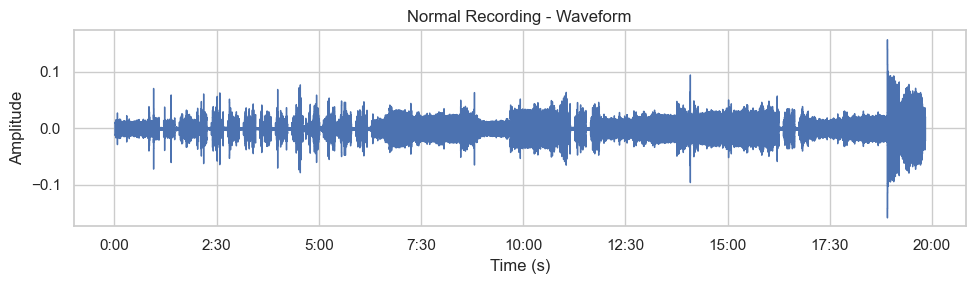 Normal Recording - Waveform
Amplitude
0.1
0.0
−0.1
0:00 2:30 5:00 7:30 10:00 12:30 15:00 17:30 20:00
Time (s)